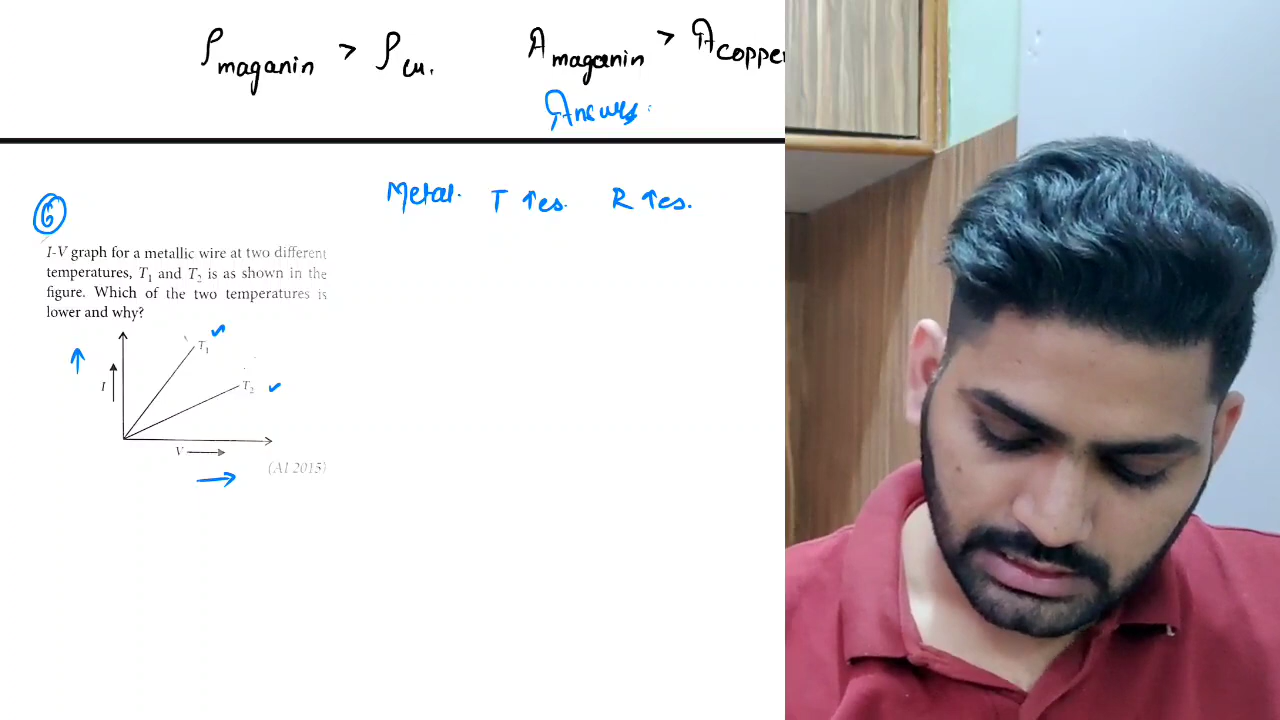 ρmaganin > ρcu. Amaganin > Acopper
Answer.
6
Metal. T ↑es. R ↑es.
I-V graph for a metallic wire at two different
temperatures, T₁ and T₂ is as shown in the
figure. Which of the two temperatures is
lower and why?
T₁
I
T₂
V
(AI 2015)